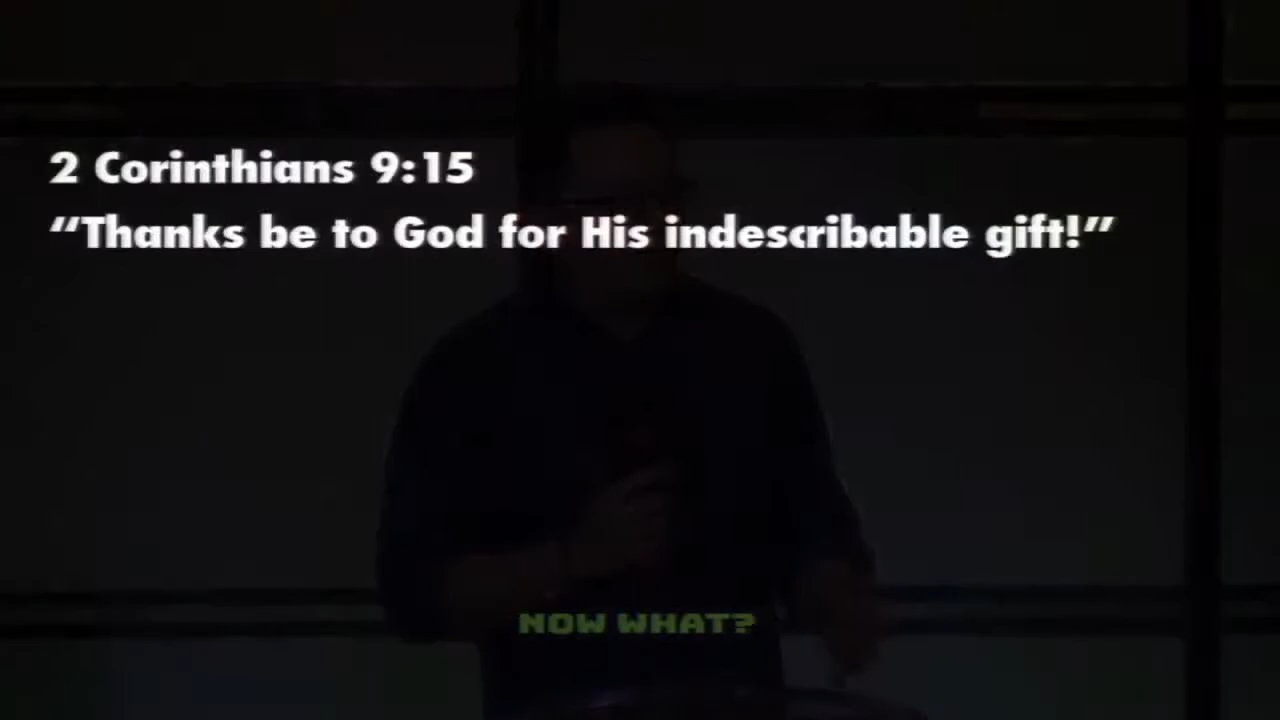 2 Corinthians 9:15
“Thanks be to God for His indescribable gift!”
NOW WHAT?